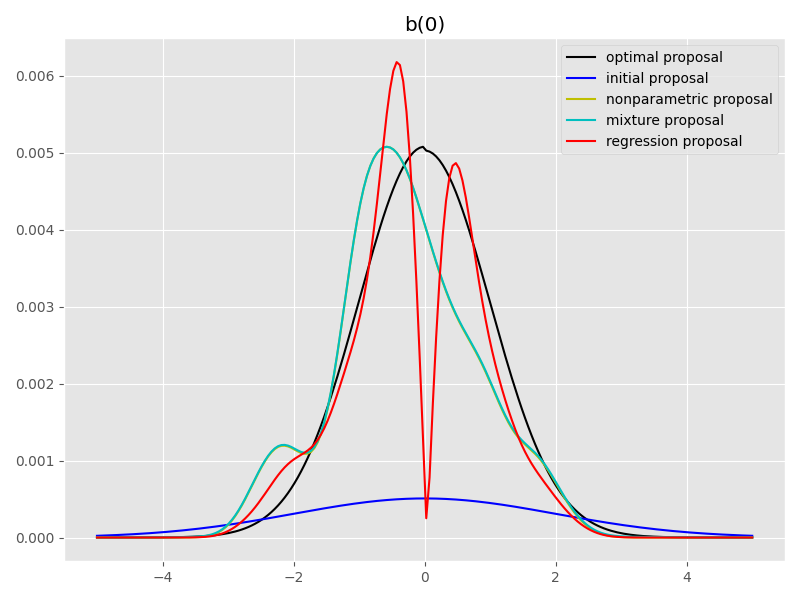 b(0)
optimal proposal
initial proposal
nonparametric proposal
mixture proposal
regression proposal
0.006
0.005
0.004
0.003
0.002
0.001
0.000
−4 −2 0 2 4